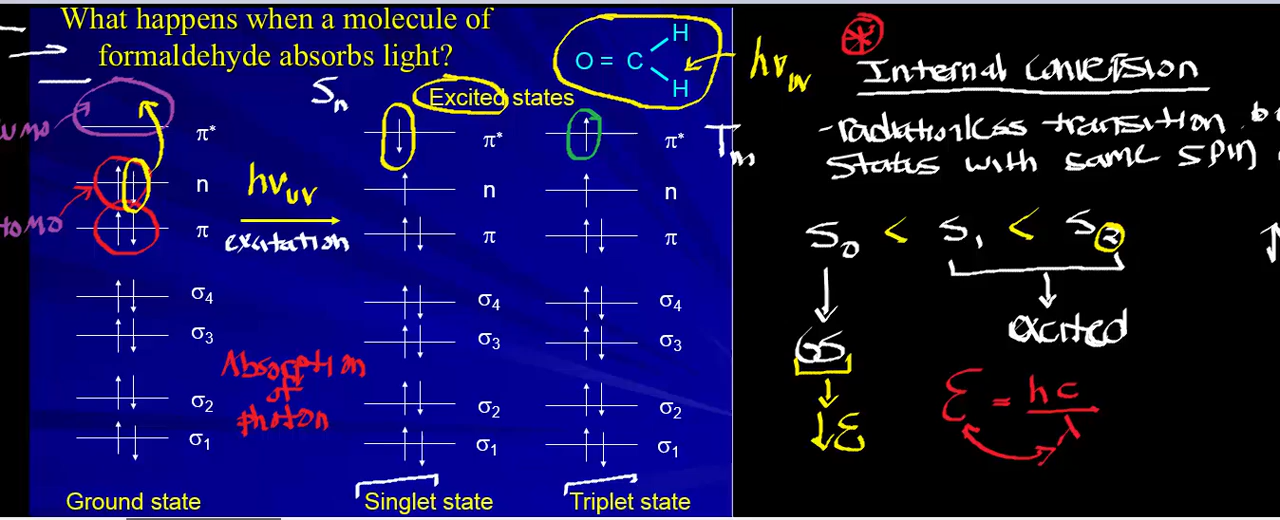 What happens when a molecule of
formaldehyde absorbs light?
O = C
H
H
hν uv
Sn
Excited states
Tm
π*
n
π
σ4
σ3
σ2
σ1
Ground state
hν uv
excitation
Absorption
of
photon
π*
n
π
σ4
σ3
σ2
σ1
Singlet state
π*
n
π
σ4
σ3
σ2
σ1
Triplet state
Internal conversion
- radiationless transition
states with same spin
S0 < S1 < S2
GS
excited
↓ E
E = hc
λ